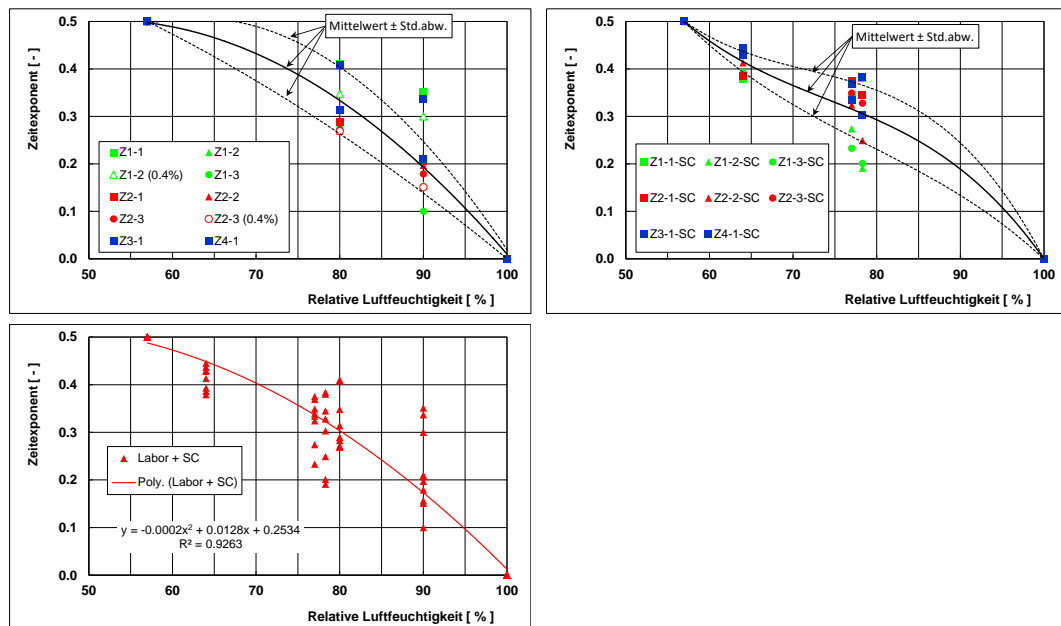 0.5
0.4
0.3
0.2
0.1
0.0
Zeitexponent [ - ]
Mittelwert ± Std.abw.
Z1-1 Z1-2
Z1-2 (0.4%) Z1-3
Z2-1 Z2-2
Z2-3 Z2-3 (0.4%)
Z3-1 Z4-1
50 60 70 80 90 100
Relative Luftfeuchtigkeit [ % ]
0.5
0.4
0.3
0.2
0.1
0.0
Zeitexponent [ - ]
Mittelwert ± Std.abw.
Z1-1-SC Z1-2-SC Z1-3-SC
Z2-1-SC Z2-2-SC Z2-3-SC
Z3-1-SC Z4-1-SC
50 60 70 80 90 100
Relative Luftfeuchtigkeit [ % ]
0.5
0.4
0.3
0.2
0.1
0.0
Zeitexponent [ - ]
Labor + SC
Poly. (Labor + SC)
y = -0.0002x² + 0.0128x + 0.2534
R² = 0.9263
50 60 70 80 90 100
Relative Luftfeuchtigkeit [ % ]